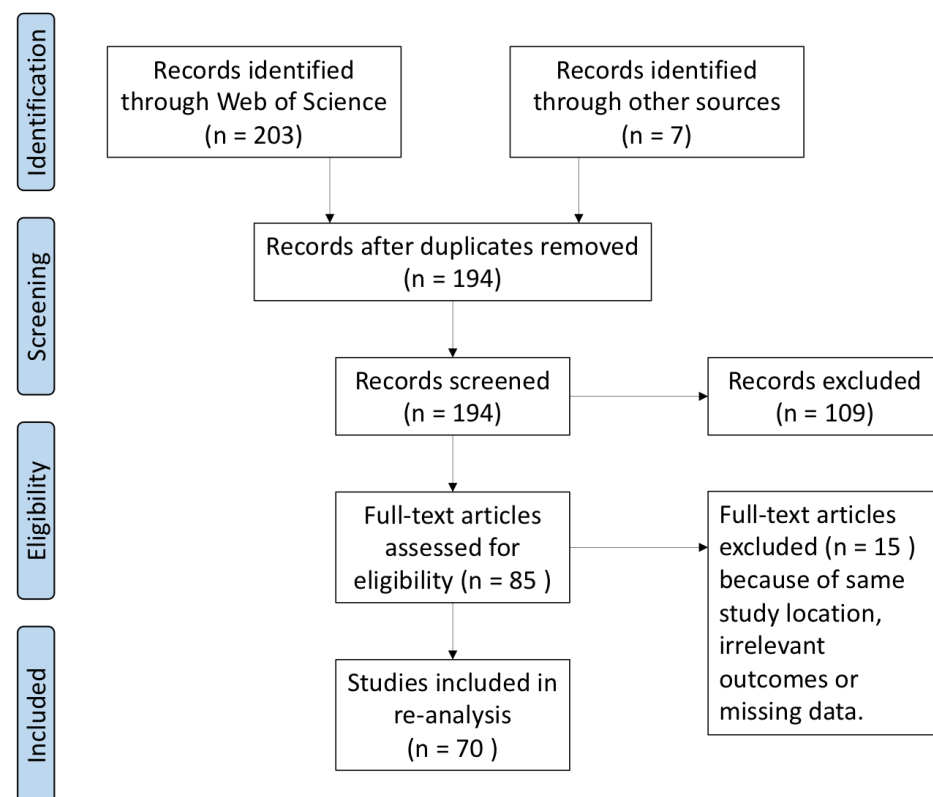 Identification
Records identified
through Web of Science
(n = 203)
Records identified
through other sources
(n = 7)
Screening
Records after duplicates removed
(n = 194)
Records screened
(n = 194)
Records excluded
(n = 109)
Eligibility
Full-text articles
assessed for
eligibility (n = 85 )
Full-text articles
excluded (n = 15 )
because of same
study location,
irrelevant
outcomes or
missing data.
Included
Studies included in
re-analysis
(n = 70 )